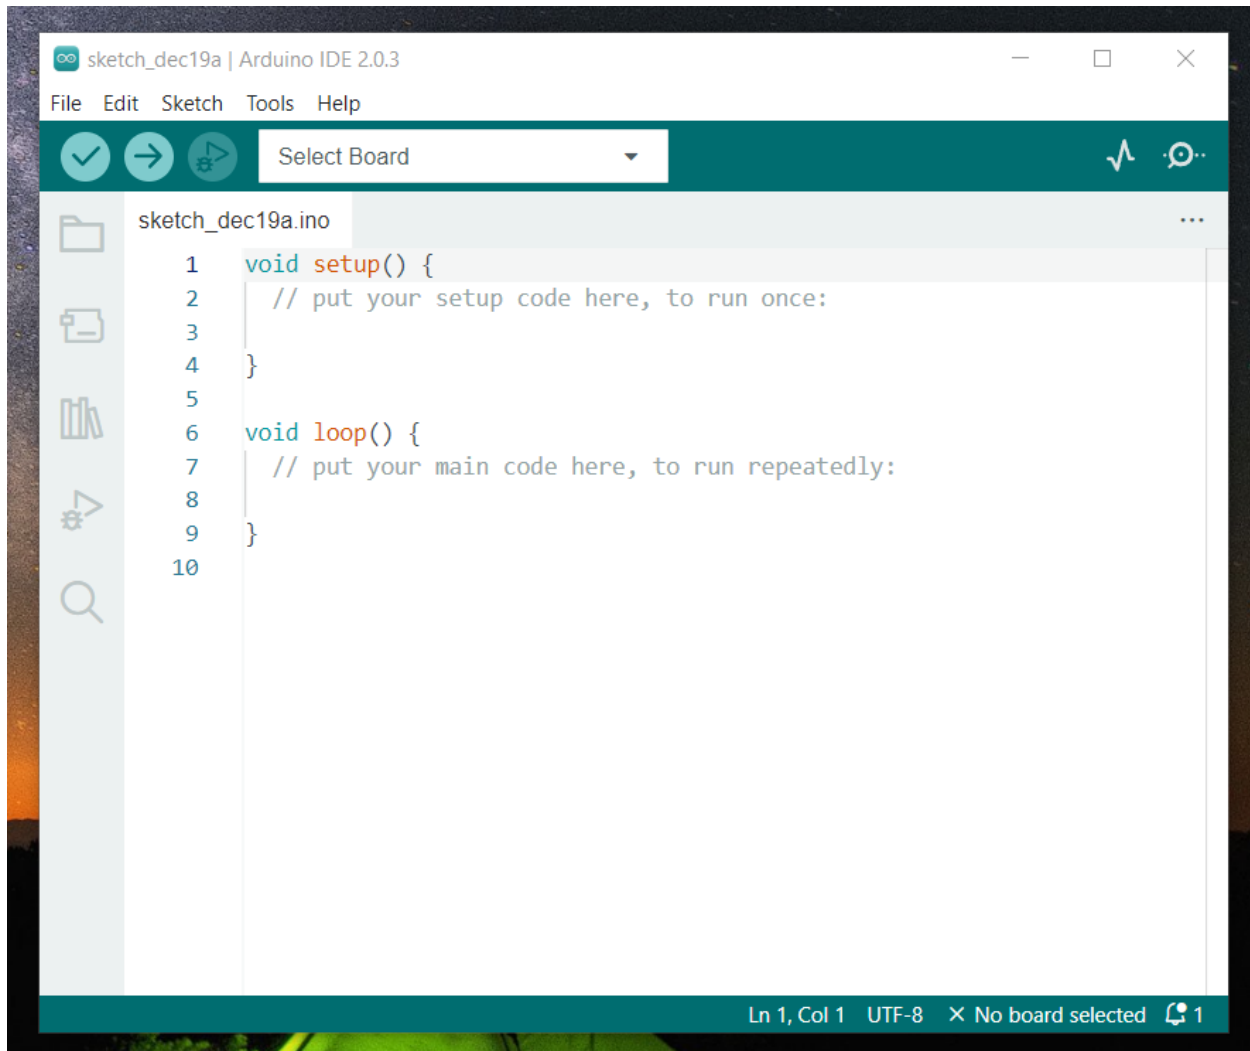 sketch_dec19a | Arduino IDE 2.0.3
File Edit Sketch Tools Help
Select Board
sketch_dec19a.ino
1 void setup() {
2 // put your setup code here, to run once:
3
4 }
5
6 void loop() {
7 // put your main code here, to run repeatedly:
8
9 }
10
Ln 1, Col 1 UTF-8 × No board selected 1